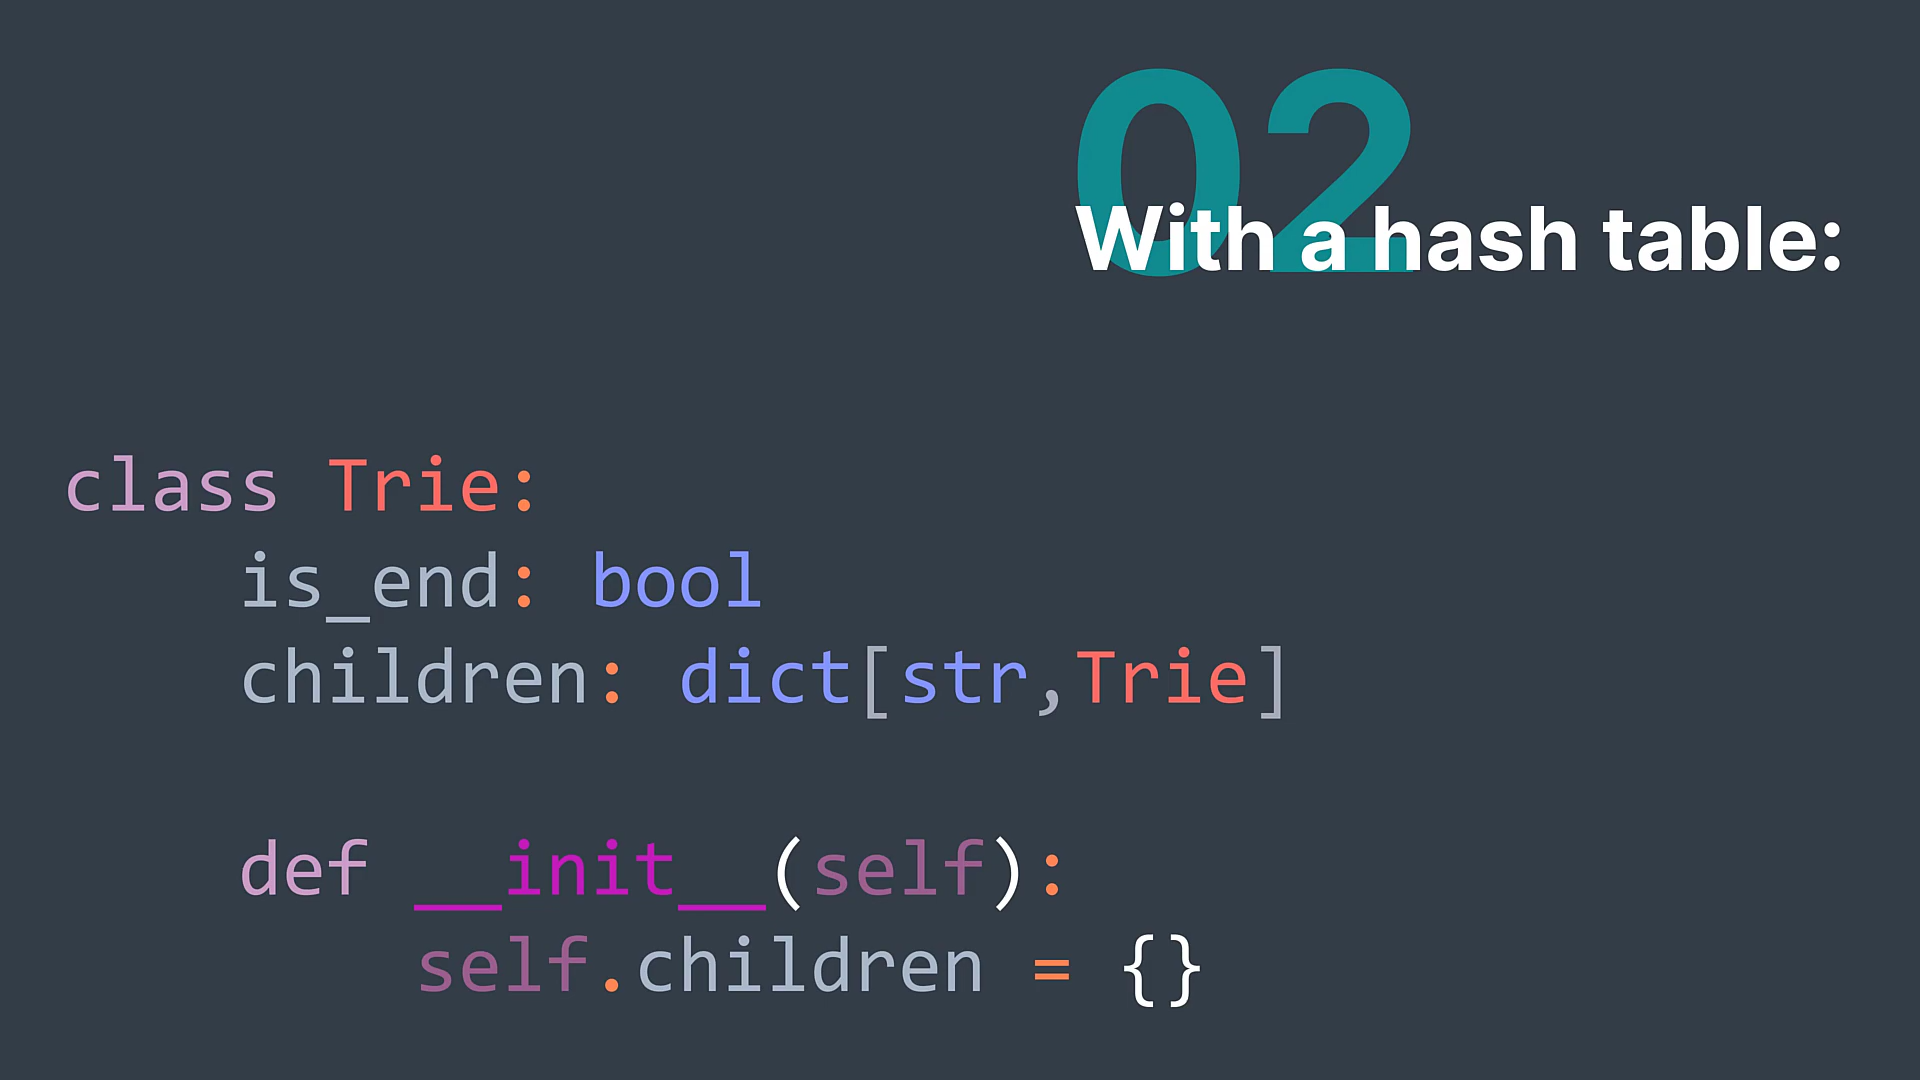 02
With a hash table:
class Trie:
    is_end: bool
    children: dict[str,Trie]
    def __init__(self):
        self.children = {}